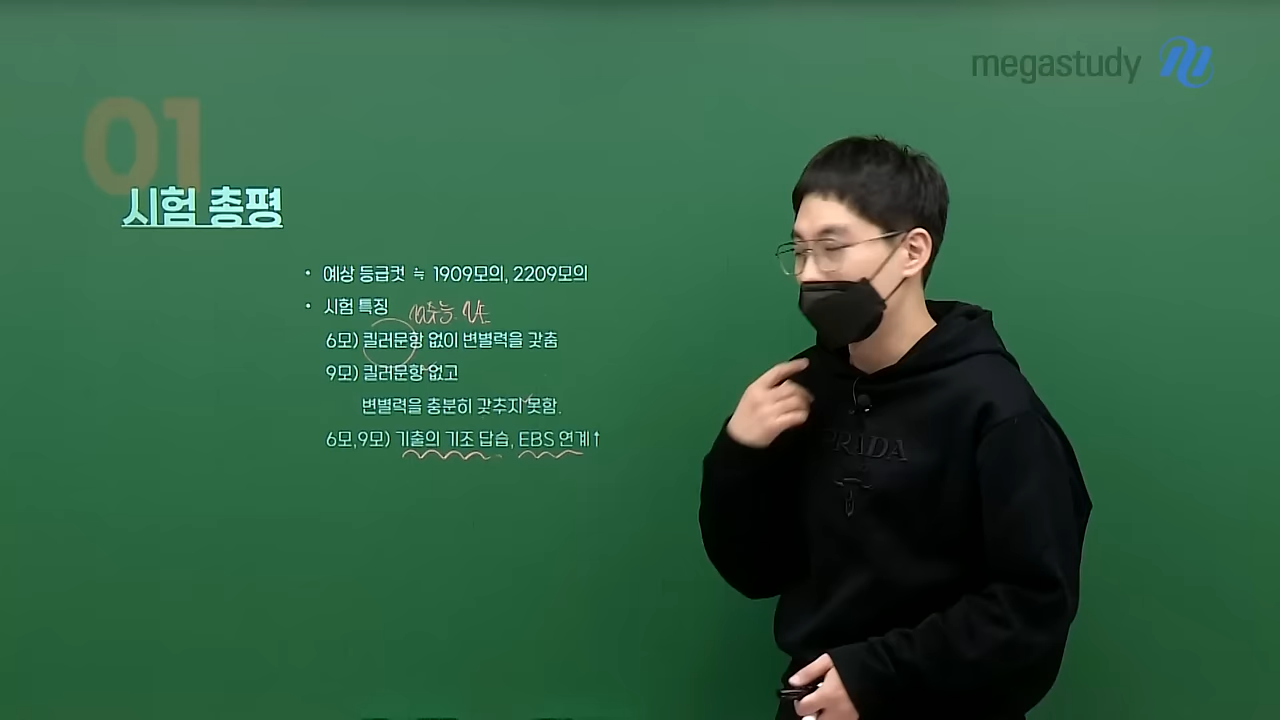 megastudy
01
시험 총평
• 예상 등급컷 ≒ 1909모의, 2209모의
• 시험 특징
6모) 킬러문항 없이 변별력을 갖춤
9모) 킬러문항 없고
변별력을 충분히 갖추지 못함.
6모,9모) 기출의 기조 답습, EBS 연계↑
PRADA